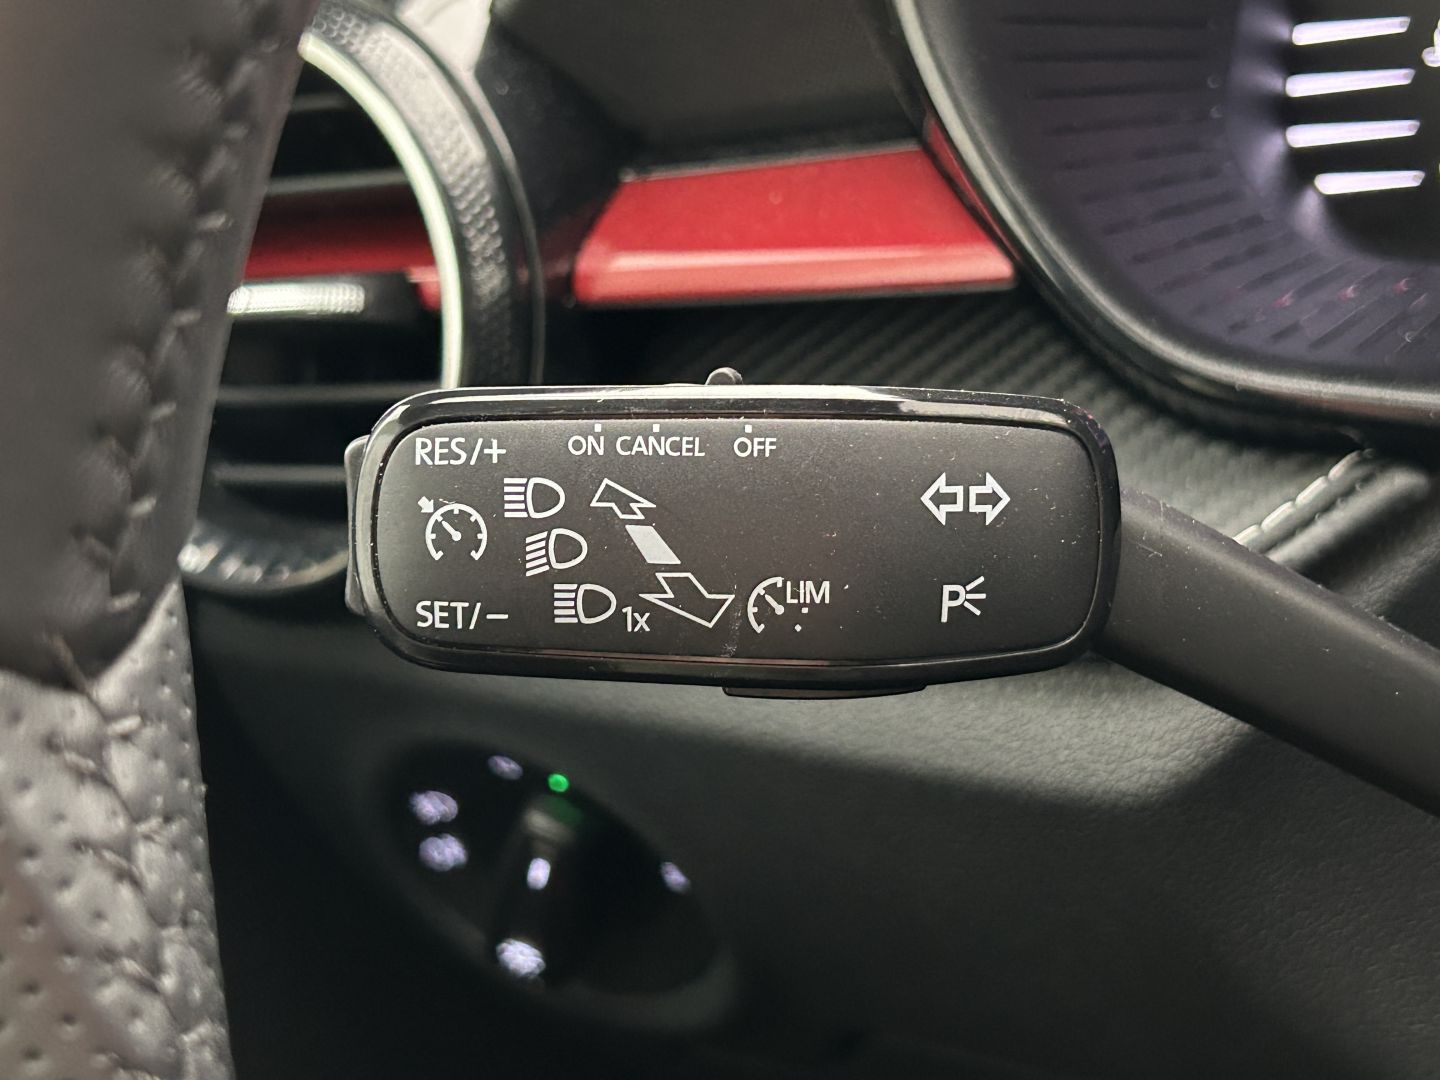 RES/+ ON CANCEL OFF
SET/− 1x LIM P